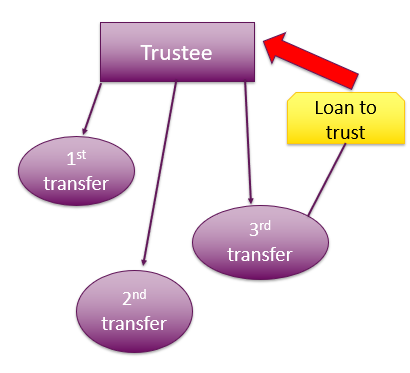 Trustee
Loan to
trust
1st
transfer
3rd
transfer
2nd
transfer